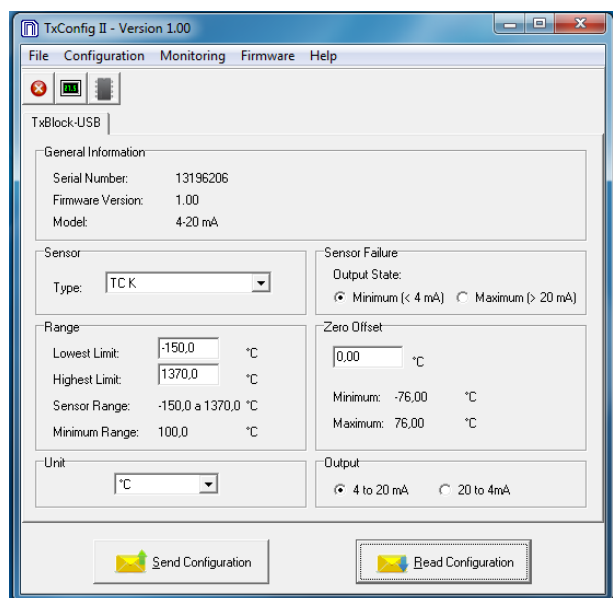 TxConfig II - Version 1.00
File Configuration Monitoring Firmware Help
TxBlock-USB
General Information
Serial Number: 13196206
Firmware Version: 1.00
Model: 4-20 mA
Sensor
Type: TC K
Sensor Failure
Output State:
Minimum (< 4 mA) Maximum (> 20 mA)
Range
Lowest Limit: -150,0 °C
Highest Limit: 1370,0 °C
Sensor Range: -150,0 a 1370,0 °C
Minimum Range: 100,0 °C
Zero Offset
0,00 °C
Minimum: -76,00 °C
Maximum: 76,00 °C
Unit
°C
Output
4 to 20 mA 20 to 4mA
Send Configuration
Read Configuration